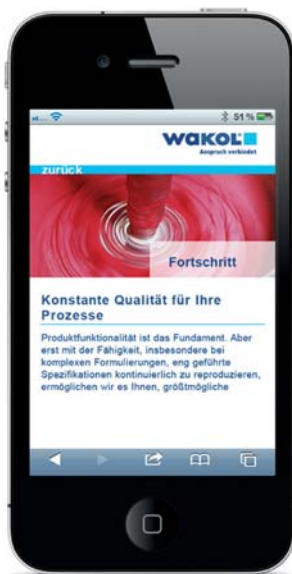 51 %
WAKOL
Anspruch verbindet
zurück
Fortschritt
Konstante Qualität für Ihre
Prozesse
Produktfunktionalität ist das Fundament. Aber
erst mit der Fähigkeit, insbesondere bei
komplexen Formulierungen, eng geführte
Spezifikationen kontinuierlich zu reproduzieren,
ermöglichen wir es Ihnen, größtmögliche